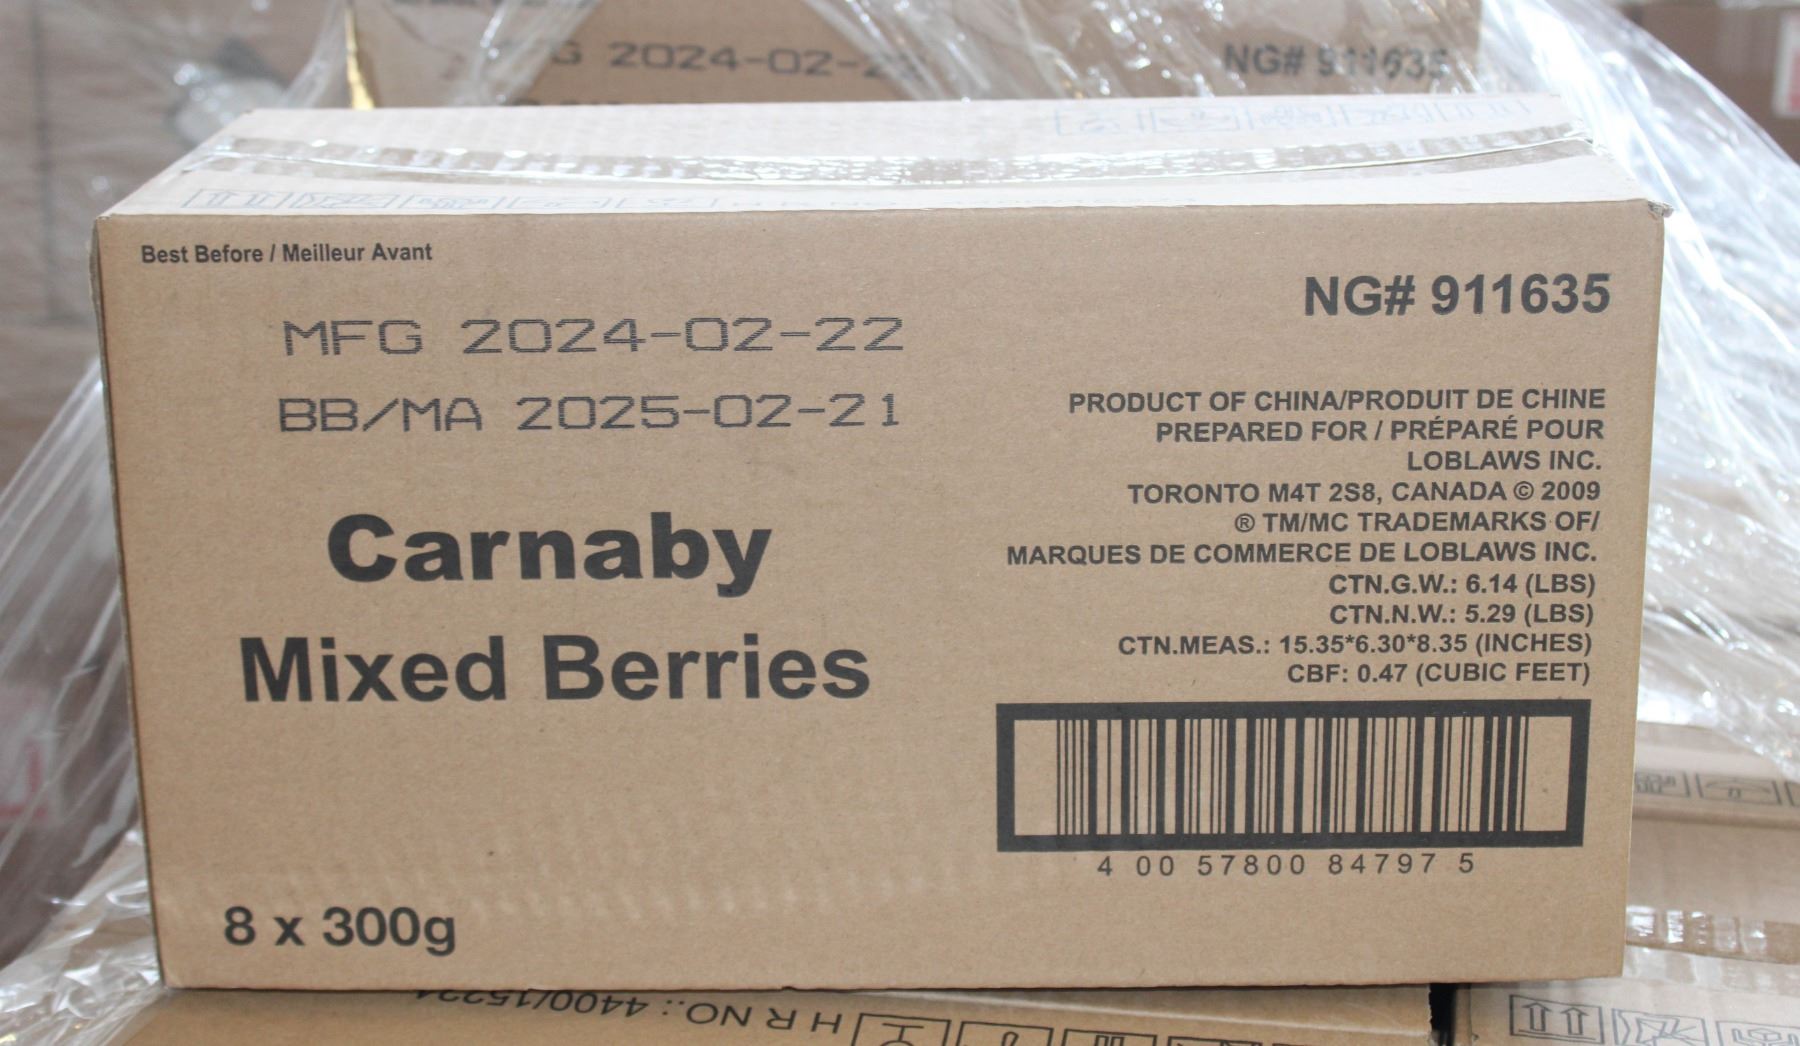 2024-02-22
NG# 911635
Best Before / Meilleur Avant
MFG 2024-02-22
BB/MA 2025-02-21
NG# 911635
PRODUCT OF CHINA/PRODUIT DE CHINE
PREPARED FOR / PRÉPARÉ POUR
LOBLAWS INC.
TORONTO M4T 2S8, CANADA © 2009
® TM/MC TRADEMARKS OF/
MARQUES DE COMMERCE DE LOBLAWS INC.
CTN.G.W.: 6.14 (LBS)
CTN.N.W.: 5.29 (LBS)
CTN.MEAS.: 15.35*6.30*8.35 (INCHES)
CBF: 0.47 (CUBIC FEET)
Carnaby
Mixed Berries
4 00 57800 84797 5
8 x 300g
H R NO.: